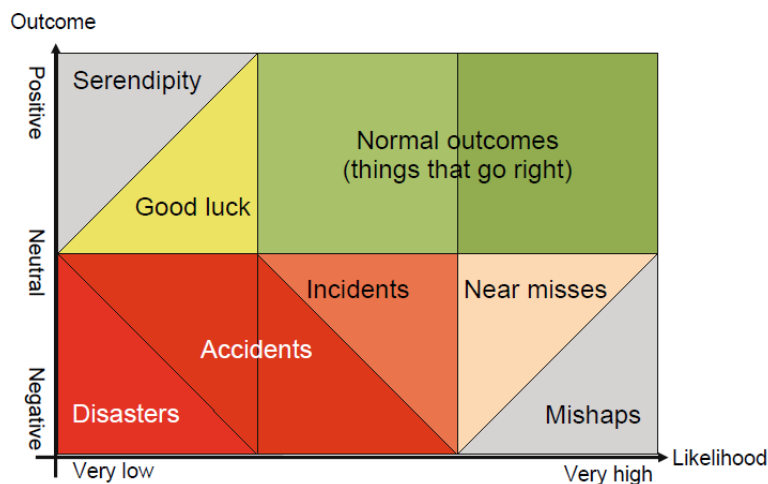 Outcome
Positive
Serendipity
Normal outcomes
(things that go right)
Good luck
Neutral
Incidents
Near misses
Accidents
Negative
Disasters
Mishaps
Very low
Very high
Likelihood